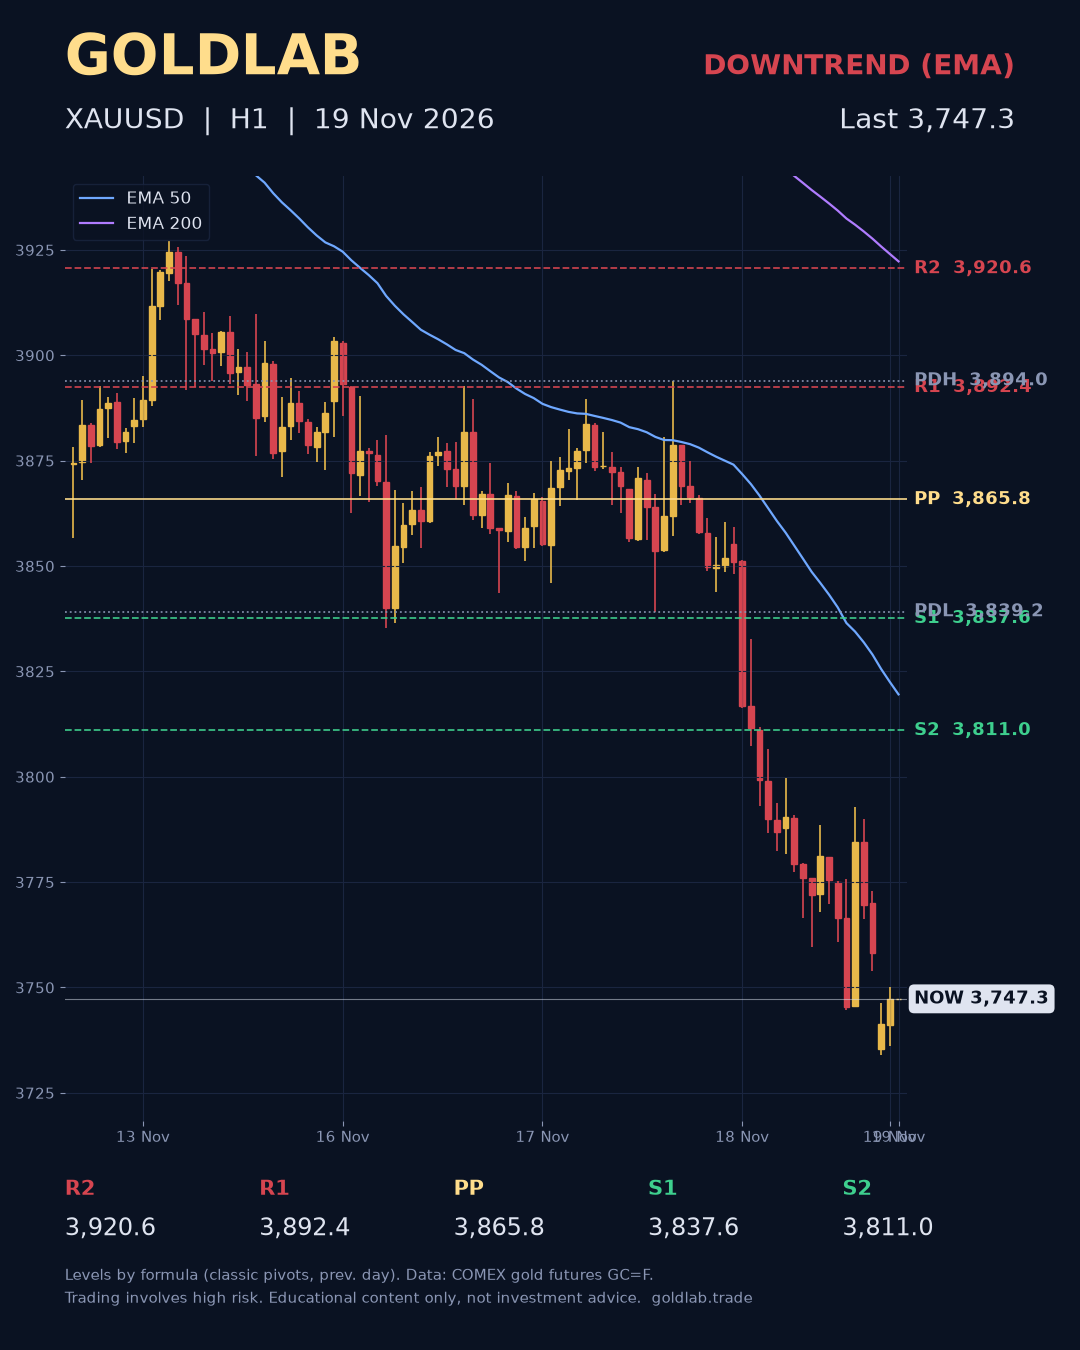 GOLDLAB
DOWNTREND (EMA)
XAUUSD | H1 | 19 Nov 2026
Last 3,747.3
EMA 50
EMA 200
3925
R2 3,920.6
3900
PDH 3,894.0
R1 3,892.4
3875
PP 3,865.8
3850
PDL 3,839.2
S1 3,837.6
3825
S2 3,811.0
3800
3775
3750
NOW 3,747.3
3725
13 Nov 16 Nov 17 Nov 18 Nov 19 Nov
R2 R1 PP S1 S2
3,920.6 3,892.4 3,865.8 3,837.6 3,811.0
Levels by formula (classic pivots, prev. day). Data: COMEX gold futures GC=F.
Trading involves high risk. Educational content only, not investment advice. goldlab.trade